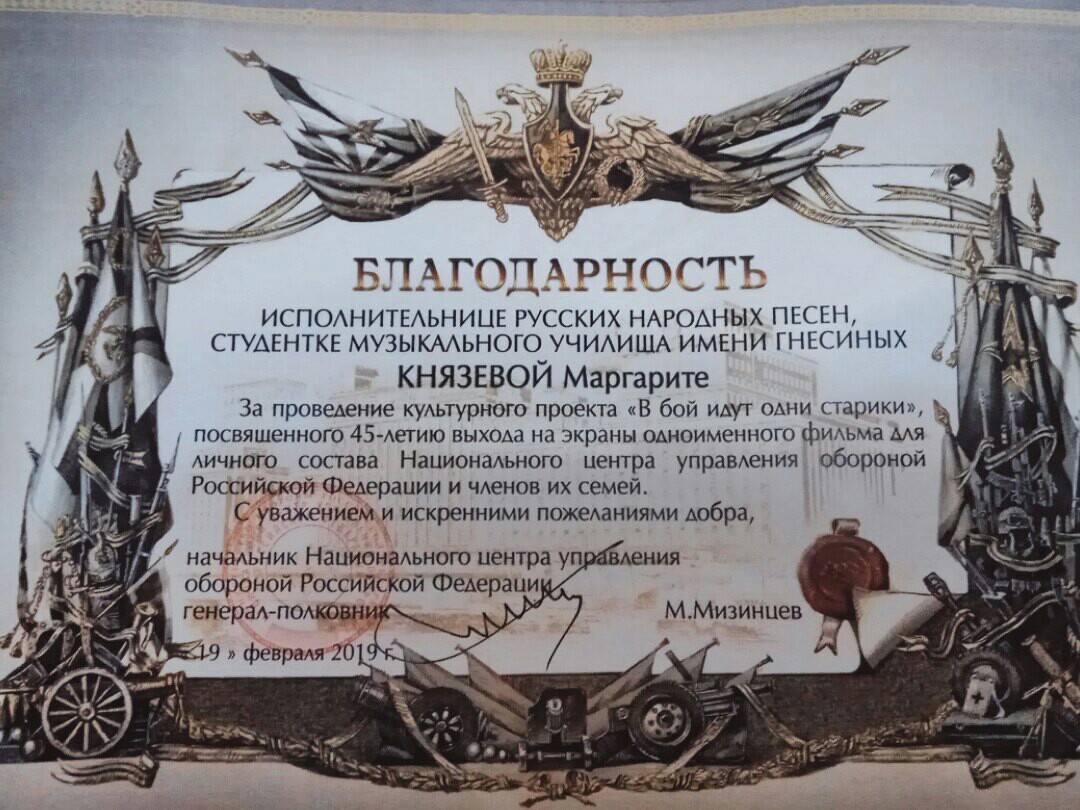 БЛАГОДАРНОСТЬ
ИСПОЛНИТЕЛЬНИЦЕ РУССКИХ НАРОДНЫХ ПЕСЕН,
СТУДЕНТКЕ МУЗЫКАЛЬНОГО УЧИЛИЩА ИМЕНИ ГНЕСИНЫХ
КНЯЗЕВОЙ Маргарите
За проведение культурного проекта «В бой идут одни старики»,
посвященного 45-летию выхода на экраны одноименного фильма для
личного состава Национального центра управления обороной
Российской Федерации и членов их семей.
С уважением и искренними пожеланиями добра,
начальник Национального центра управления
обороной Российской Федерации
генерал-полковник М.Мизинцев
« 19 » февраля 2019 г.